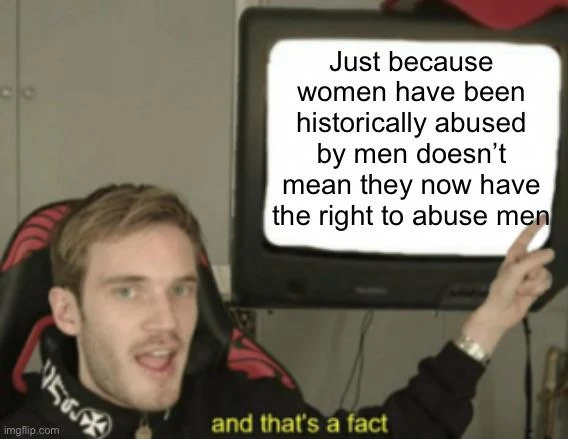 Just because
women have been
historically abused
by men doesn’t
mean they now have
the right to abuse men
and that's a fact
imgflip.com